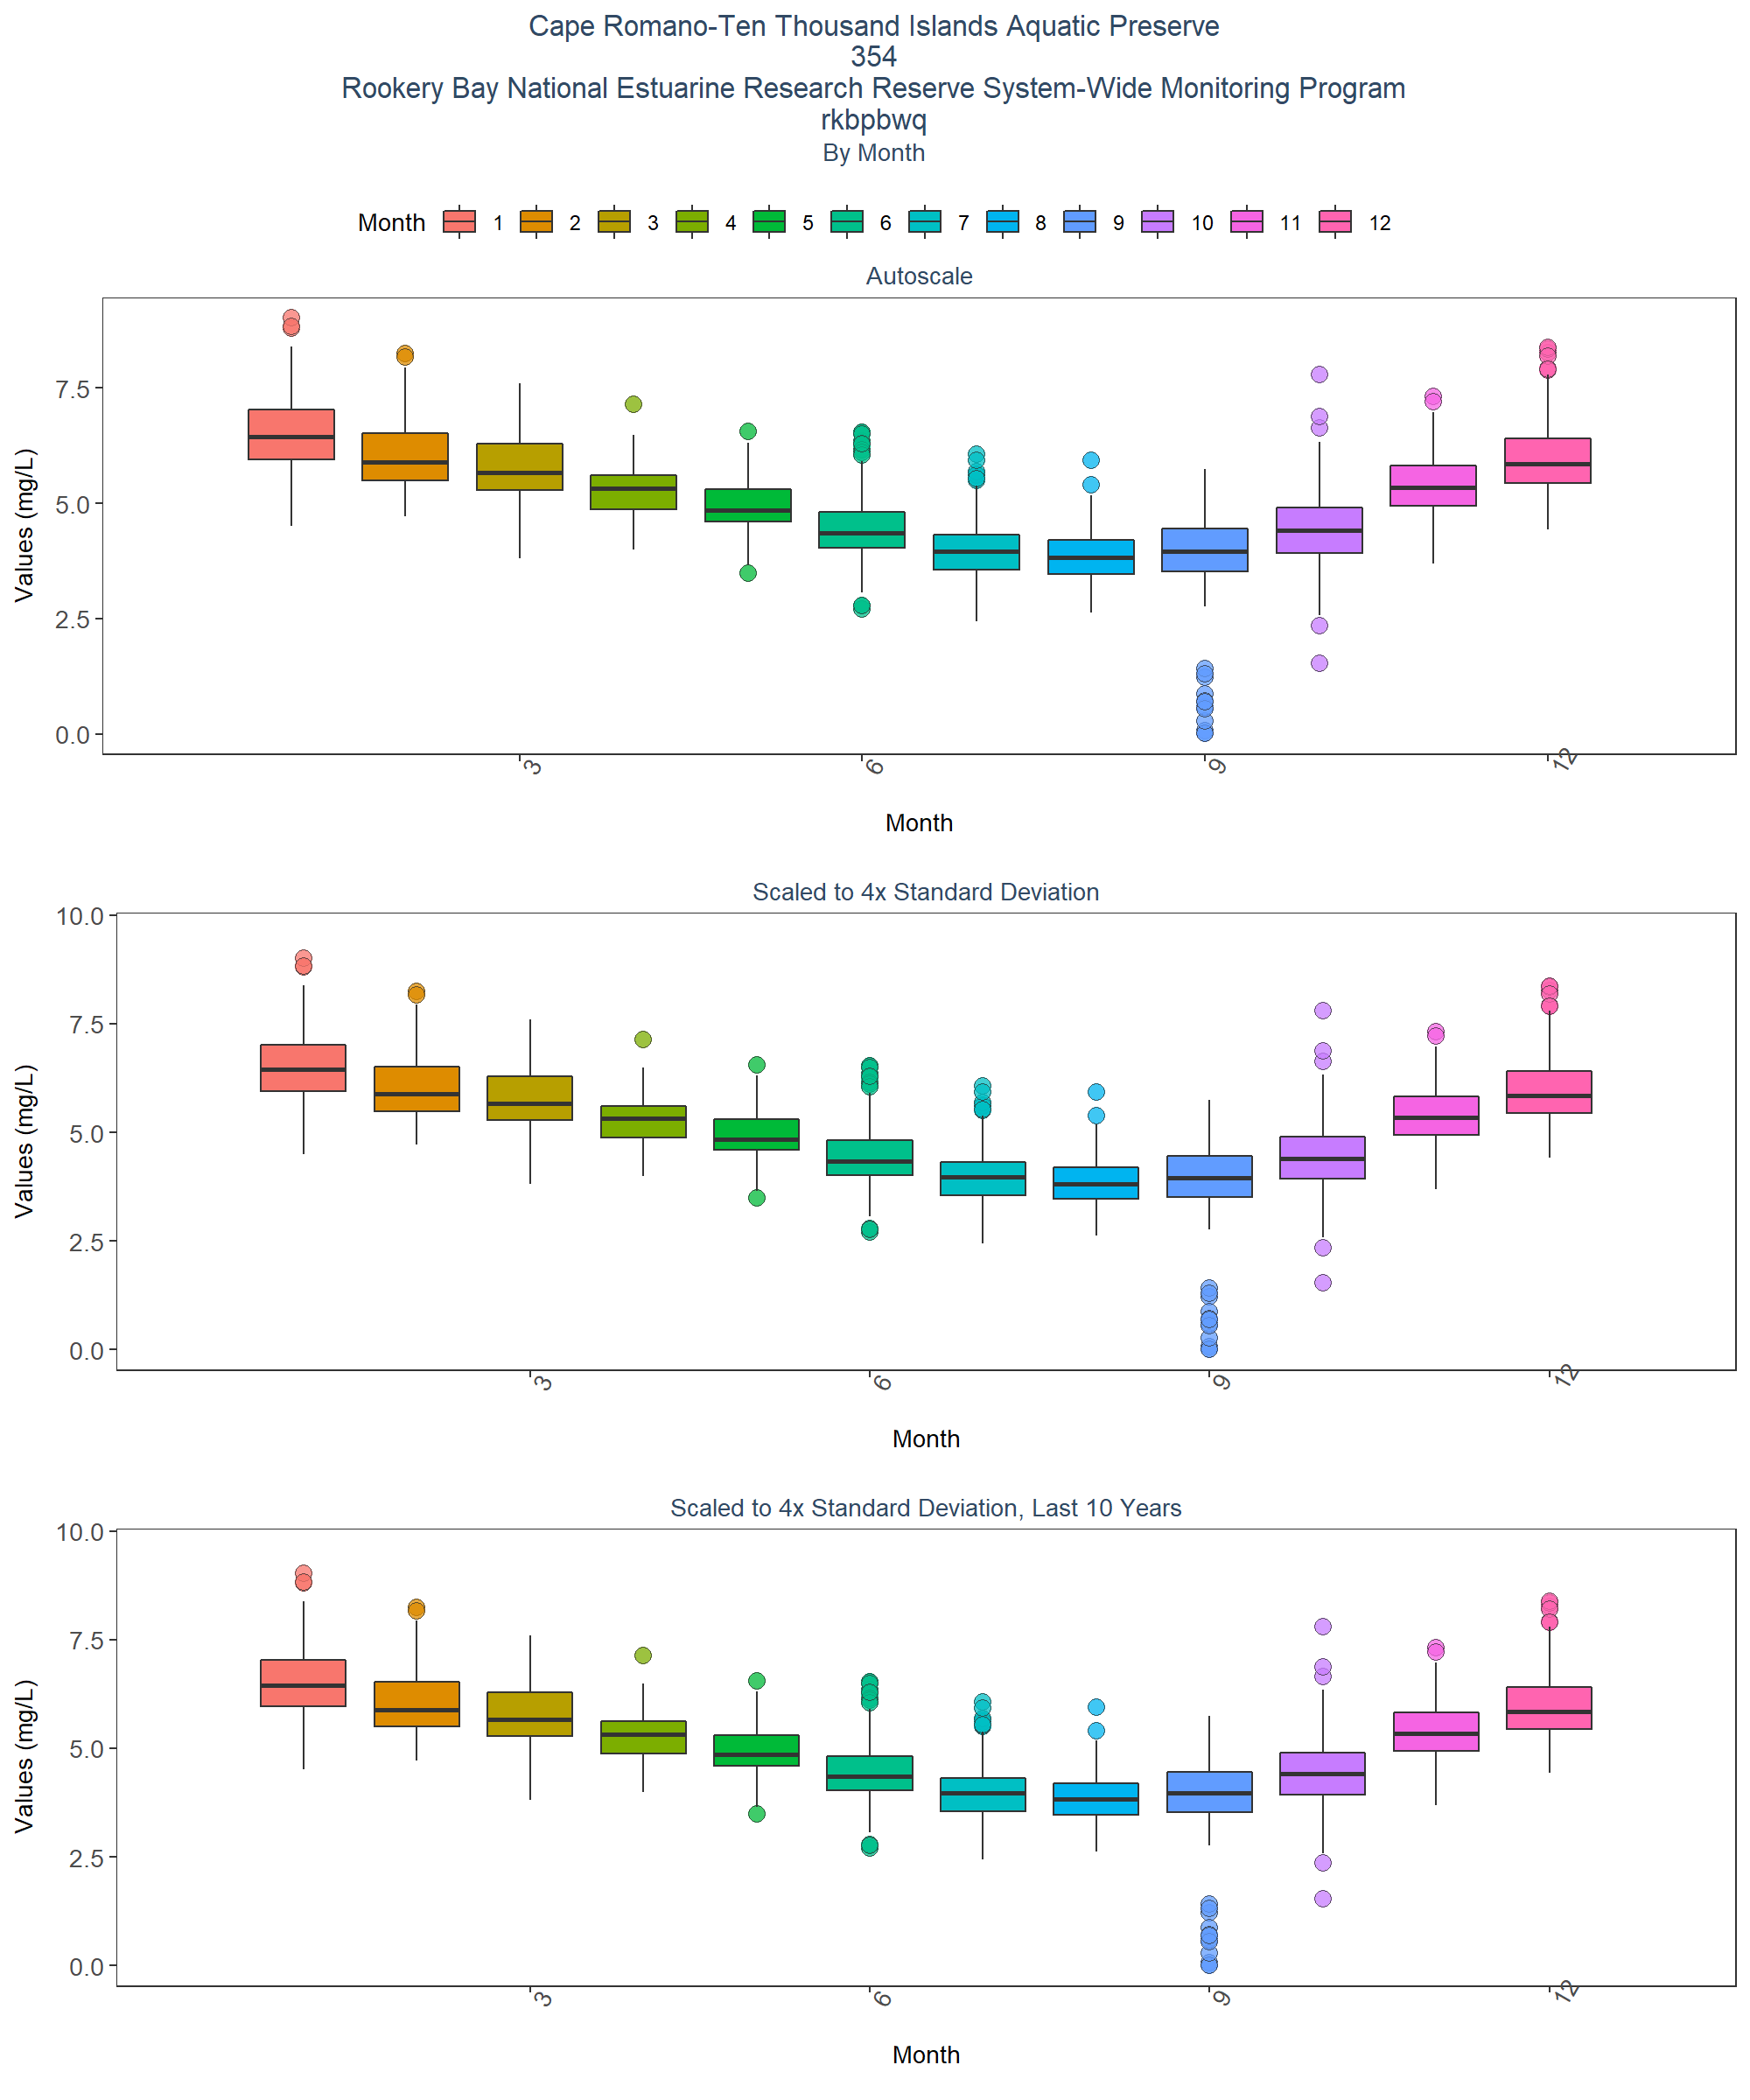 Cape Romano-Ten Thousand Islands Aquatic Preserve
354
Rookery Bay National Estuarine Research Reserve System-Wide Monitoring Program
rkbpbwq
By Month
Month 1 2 3 4 5 6 7 8 9 10 11 12
Autoscale
Values (mg/L)
7.5
5.0
2.5
0.0
3 6 9 12
Month
Scaled to 4x Standard Deviation
Values (mg/L)
10.0
7.5
5.0
2.5
0.0
3 6 9 12
Month
Scaled to 4x Standard Deviation, Last 10 Years
Values (mg/L)
10.0
7.5
5.0
2.5
0.0
3 6 9 12
Month